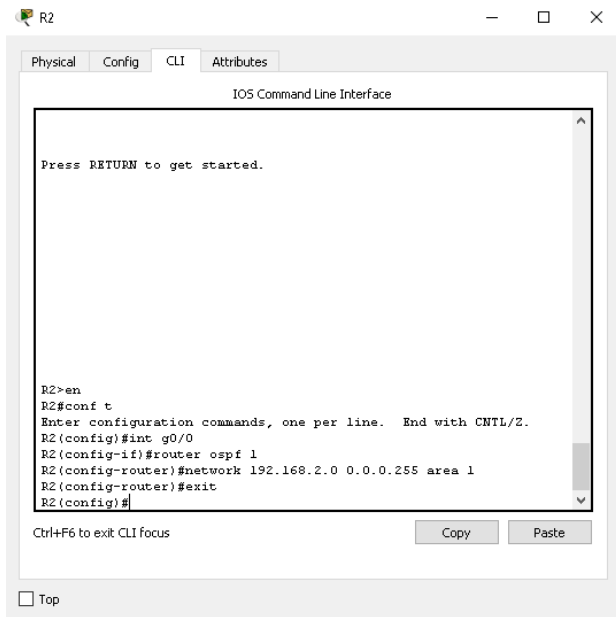 R2
Physical Config CLI Attributes
IOS Command Line Interface
Press RETURN to get started.
R2>en
R2#conf t
Enter configuration commands, one per line.  End with CNTL/Z.
R2(config)#int g0/0
R2(config-if)#router ospf 1
R2(config-router)#network 192.168.2.0 0.0.0.255 area 1
R2(config-router)#exit
R2(config)#
Ctrl+F6 to exit CLI focus
Copy Paste
Top